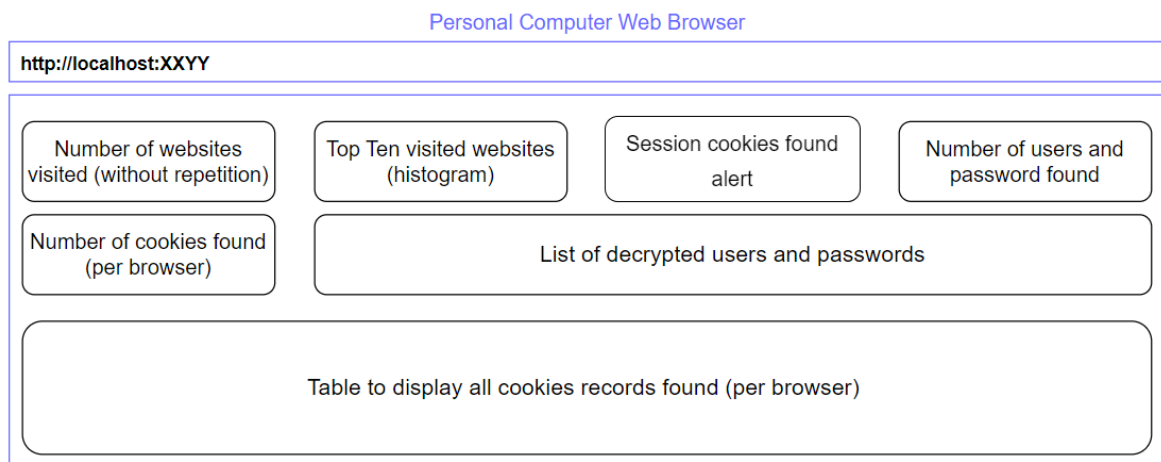 Personal Computer Web Browser
http://localhost:XXYY
Number of websites
visited (without repetition)
Top Ten visited websites
(histogram)
Session cookies found
alert
Number of users and
password found
Number of cookies found
(per browser)
List of decrypted users and passwords
Table to display all cookies records found (per browser)